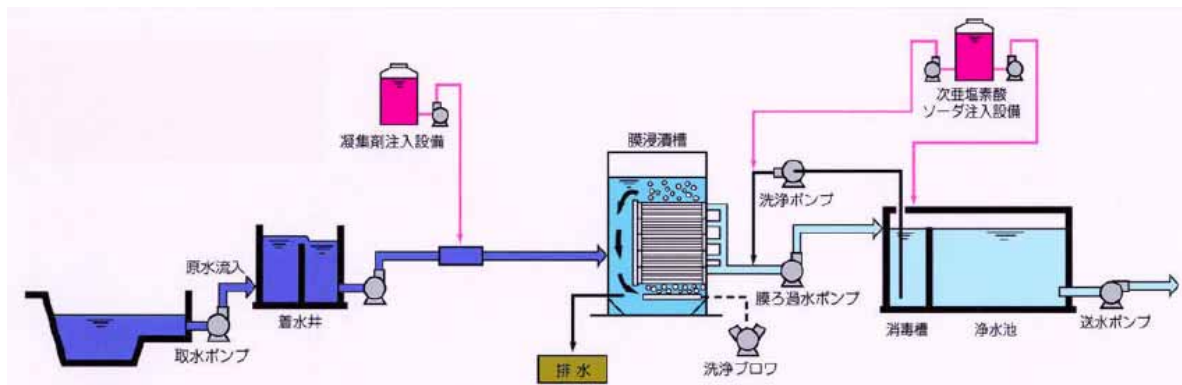 次亜塩素酸
ソーダ注入設備
凝集剤注入設備
膜浸漬槽
洗浄ポンプ
原水流入
着水井
取水ポンプ
膜ろ過水ポンプ
消毒槽
浄水池
送水ポンプ
排水
洗浄ブロワ